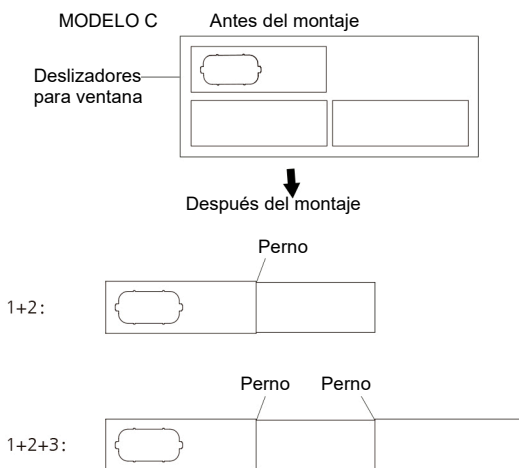 MODELO C Antes del montaje
Deslizadores
para ventana
Después del montaje
Perno
1+2:
Perno Perno
1+2+3: